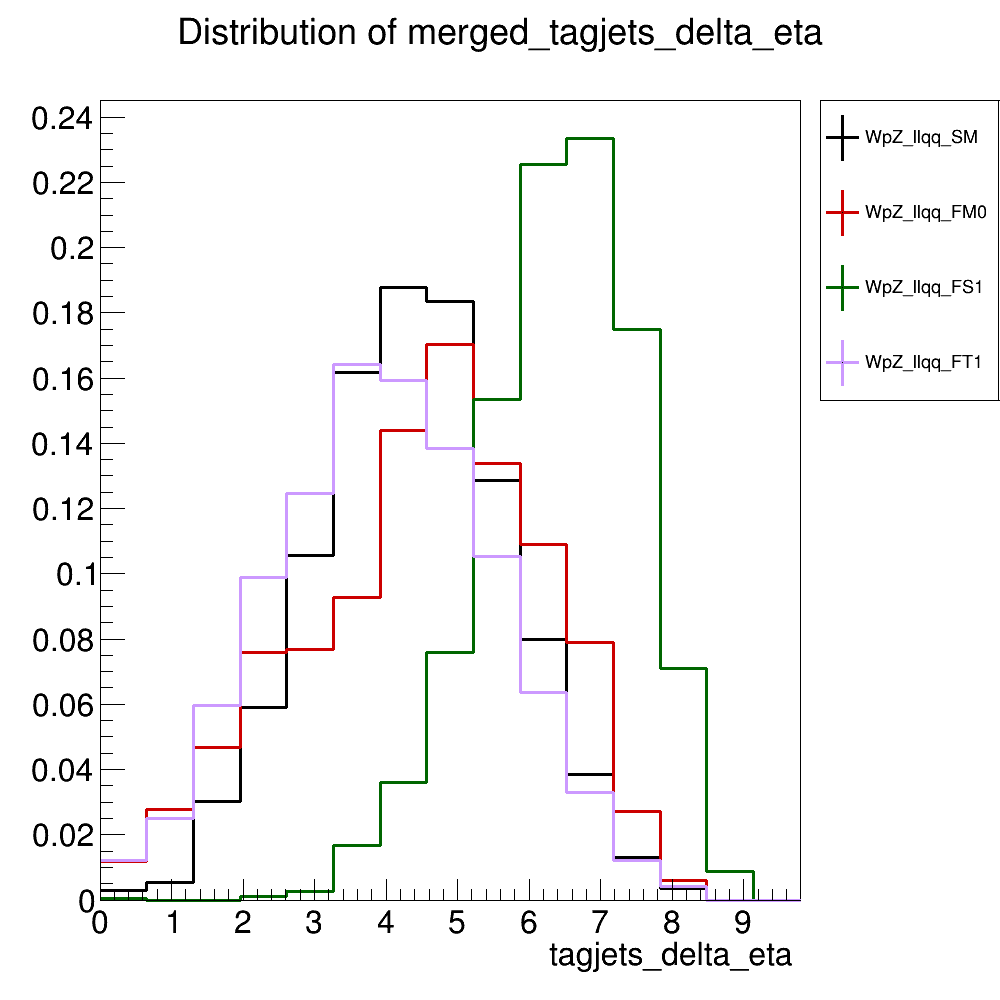 Distribution of merged_tagjets_delta_eta
0.24
0.22
0.2
0.18
0.16
0.14
0.12
0.1
0.08
0.06
0.04
0.02
0
0 1 2 3 4 5 6 7 8 9
tagjets_delta_eta
WpZ_llqq_SM
WpZ_llqq_FM0
WpZ_llqq_FS1
WpZ_llqq_FT1